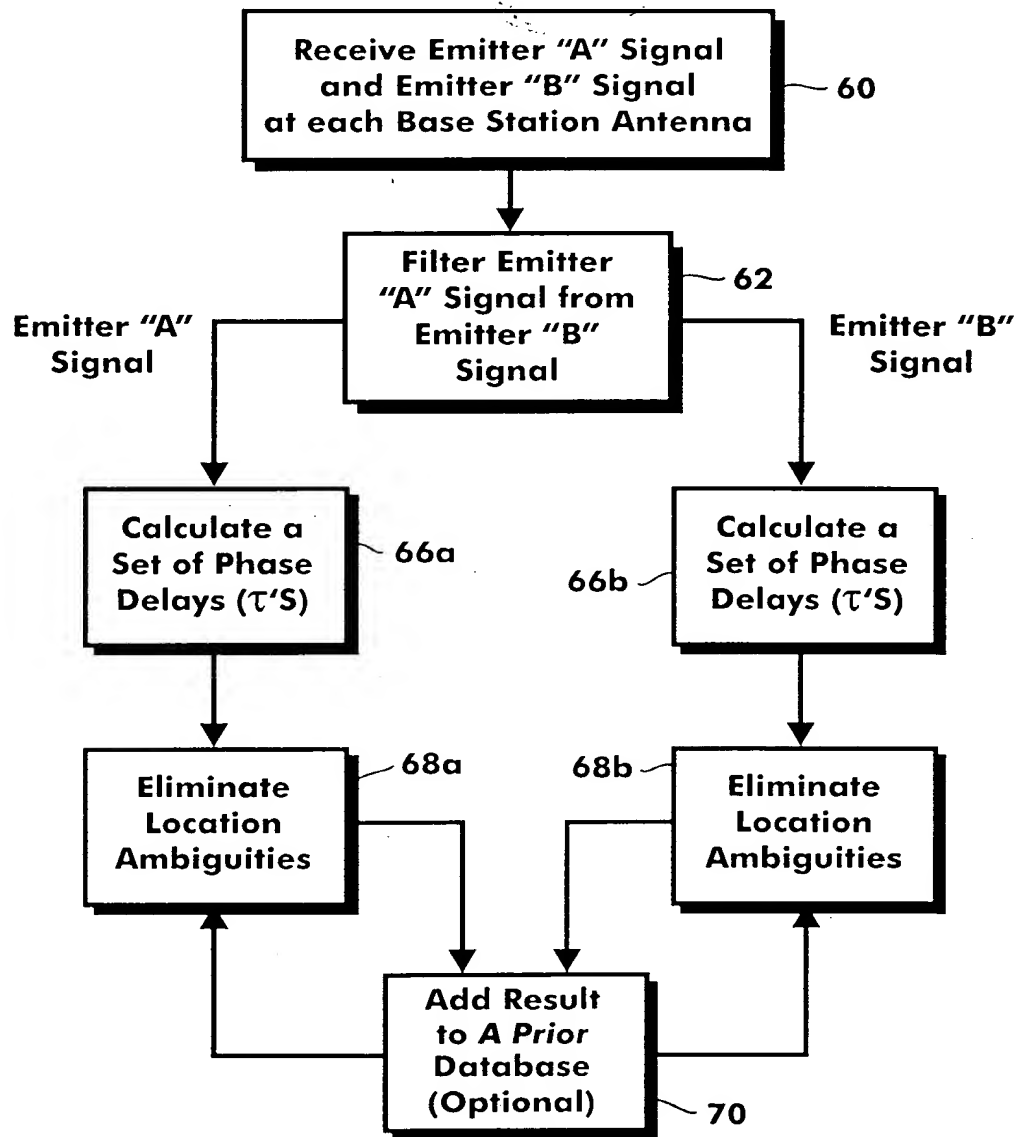 Receive Emitter “A” Signal
and Emitter “B” Signal
at each Base Station Antenna
60
Filter Emitter
“A” Signal from
Emitter “B”
Signal
62
Emitter “A”
Signal
Emitter “B”
Signal
Calculate a
Set of Phase
Delays (τ‘S)
66a
66b
Calculate a
Set of Phase
Delays (τ‘S)
Eliminate
Location
Ambiguities
68a
68b
Eliminate
Location
Ambiguities
Add Result
to A Prior
Database
(Optional)
70